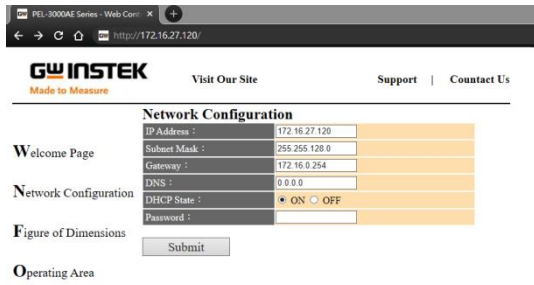 PEL-3000AE Series - Web Cont
http://172.16.27.120/
GW INSTEK
Made to Measure
Visit Our Site
Support | Countact Us
Network Configuration
IP Address : 172.16.27.120
Subnet Mask : 255.255.128.0
Gateway : 172.16.0.254
DNS : 0.0.0.0
DHCP State : ON OFF
Password :
Submit
Welcome Page
Network Configuration
Figure of Dimensions
Operating Area